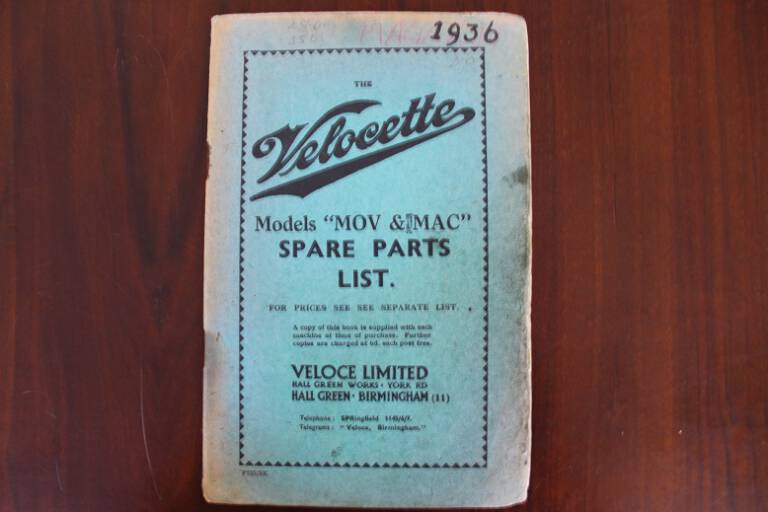 1936
THE
Velocette
Models "MOV & MAC"
SPARE PARTS
LIST.
FOR PRICES SEE SEE SEPARATE LIST.
A copy of this book is supplied with each
machine at time of purchase. Further
copies are charged at 6d. each post free.
VELOCE LIMITED
HALL GREEN WORKS · YORK RD
HALL GREEN · BIRMINGHAM (11)
Telephone: SPRingfield 1145/6/7.
Telegrams: "Veloce, Birmingham."